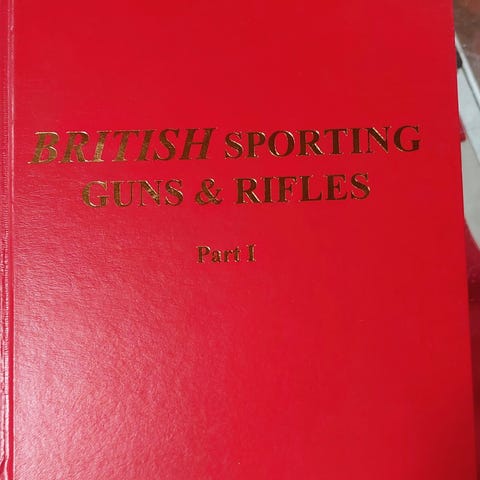 BRITISH SPORTING
GUNS & RIFLES
Part I